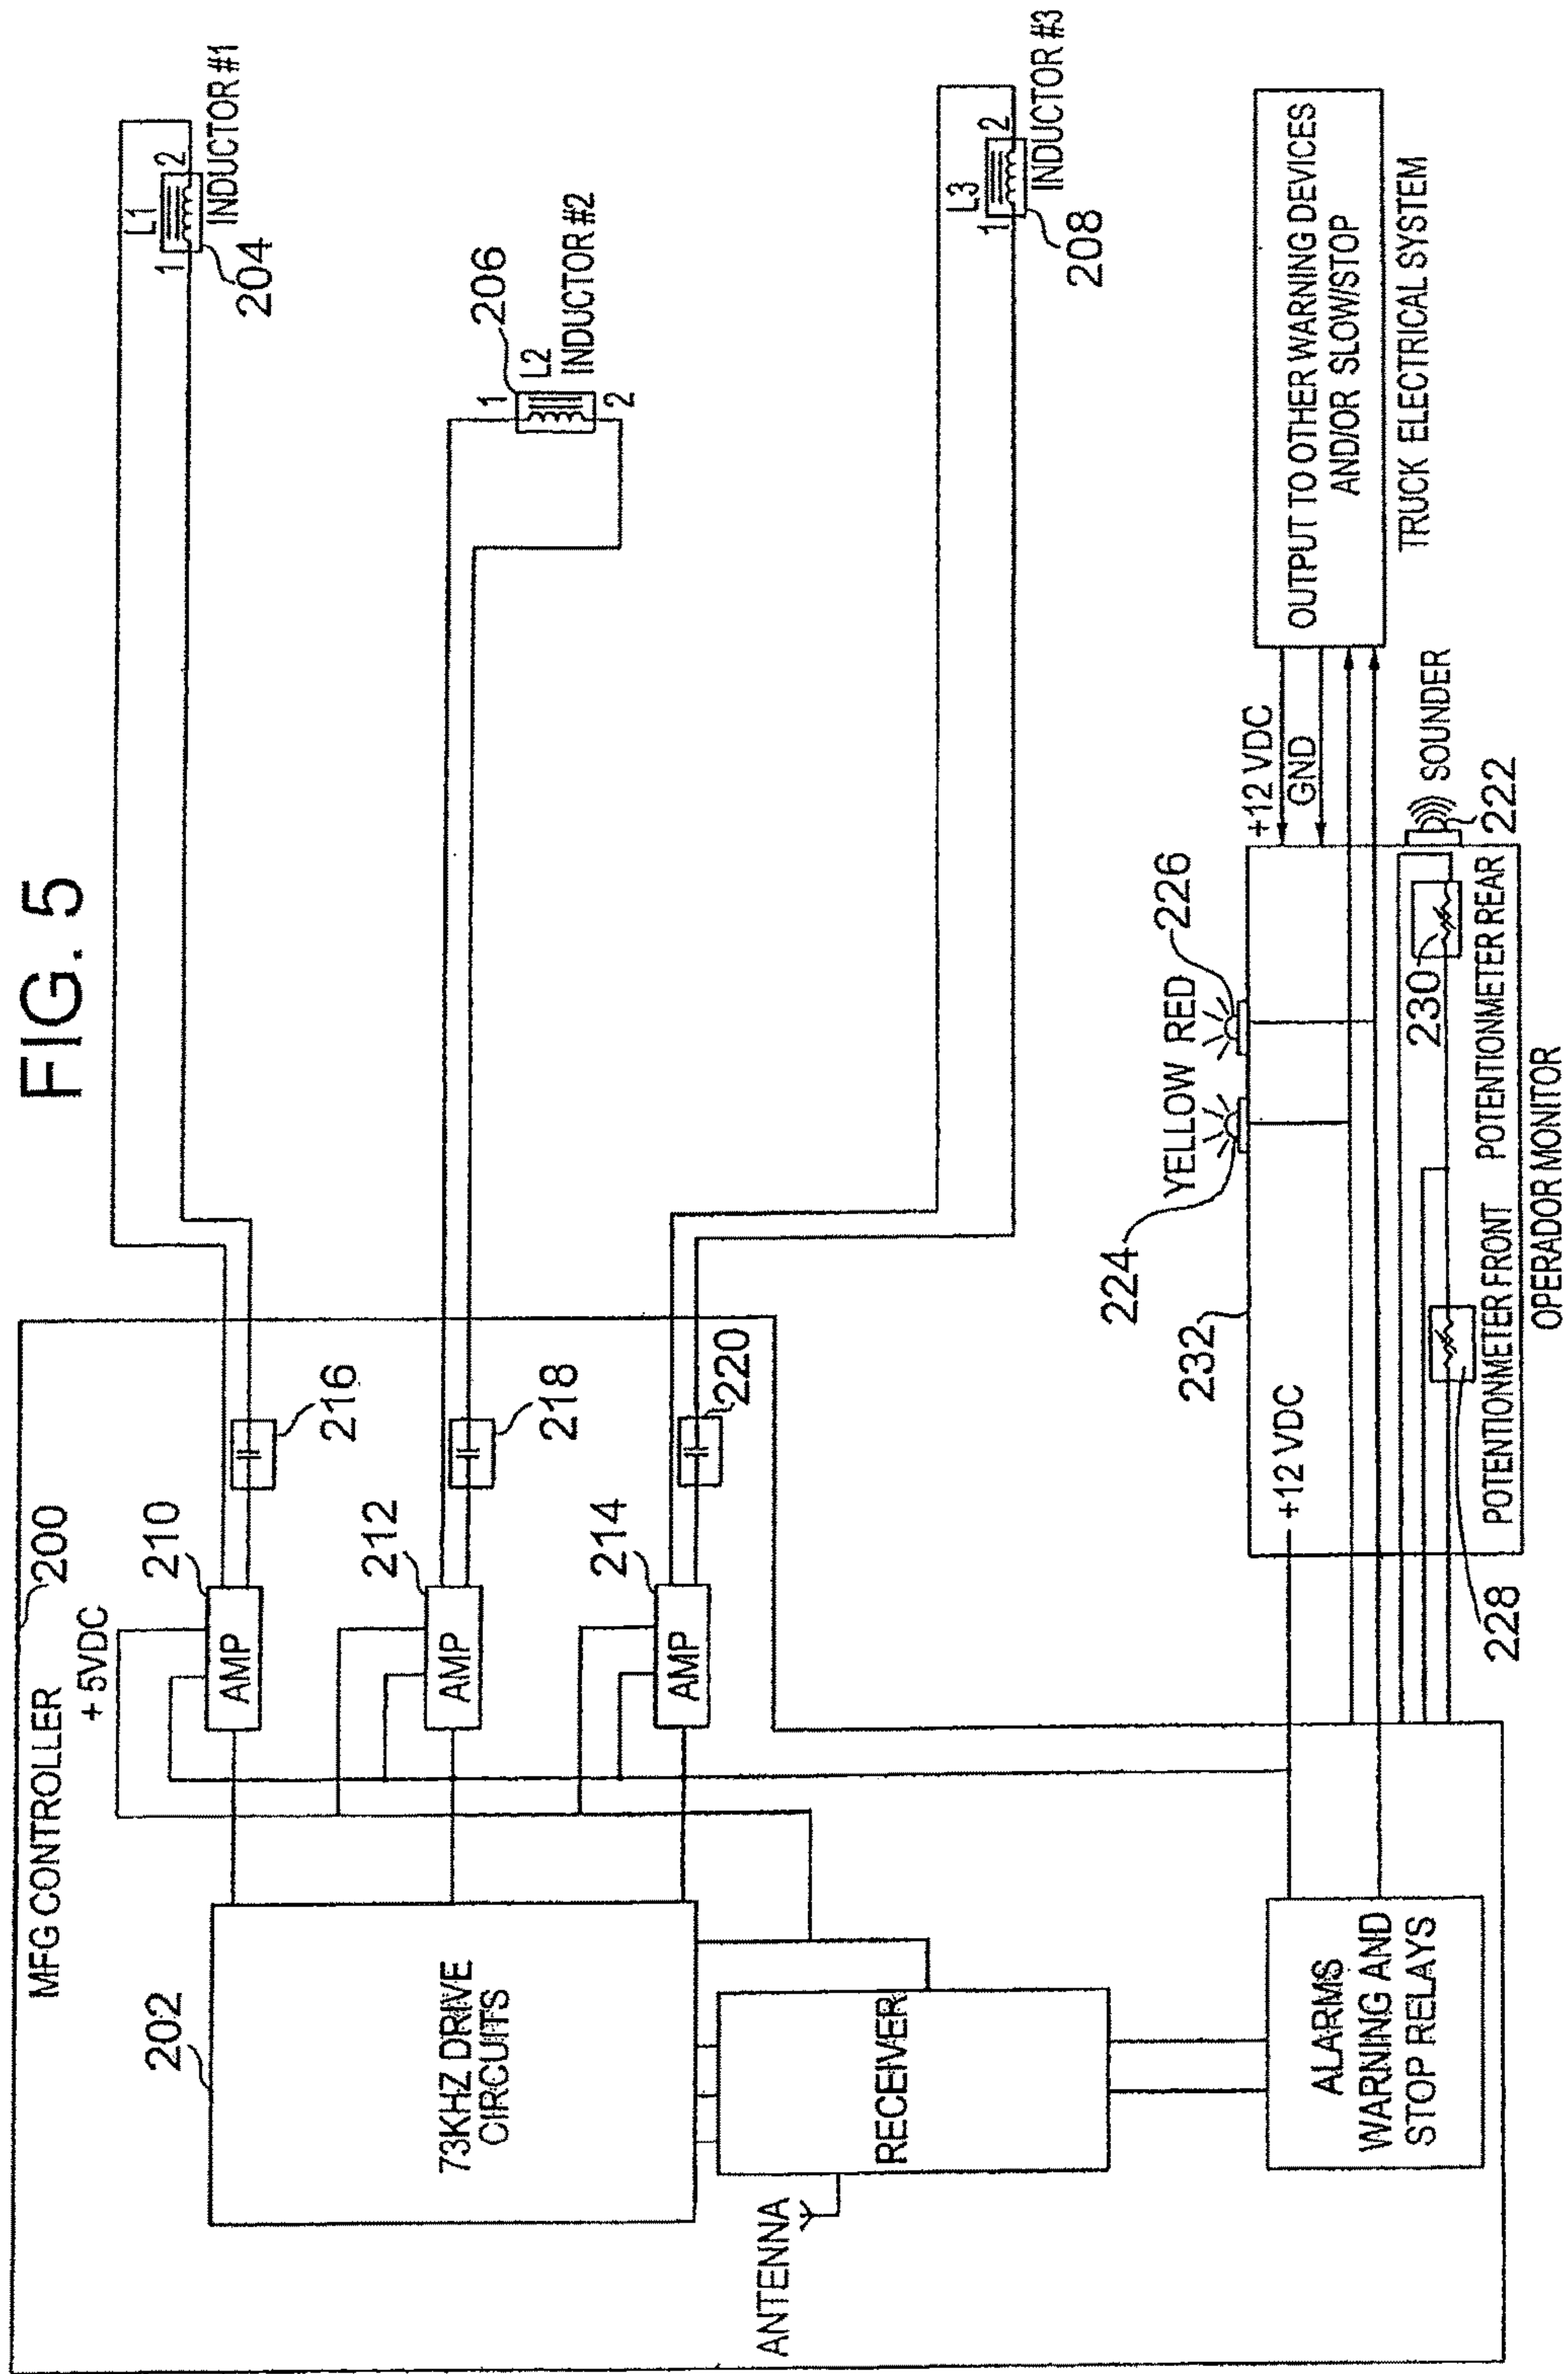 FIG. 5
MFG CONTROLLER
200
+ 5VDC
202
73KHZ DRIVE
CIRCUITS
210
AMP
212
AMP
214
AMP
216
218
220
L1
1
2
INDUCTOR #1
204
206
L2
INDUCTOR #2
1
2
L3
1
2
INDUCTOR #3
208
ANTENNA
RECEIVER
ALARMS
WARNING AND
STOP RELAYS
+12 VDC
232
224
YELLOW
RED
226
+12 VDC
GND
OUTPUT TO OTHER WARNING DEVICES
AND/OR SLOW/STOP
TRUCK ELECTRICAL SYSTEM
SOUNDER
222
230
228
POTENTIONMETER FRONT
POTENTIONMETER REAR
OPERADOR MONITOR